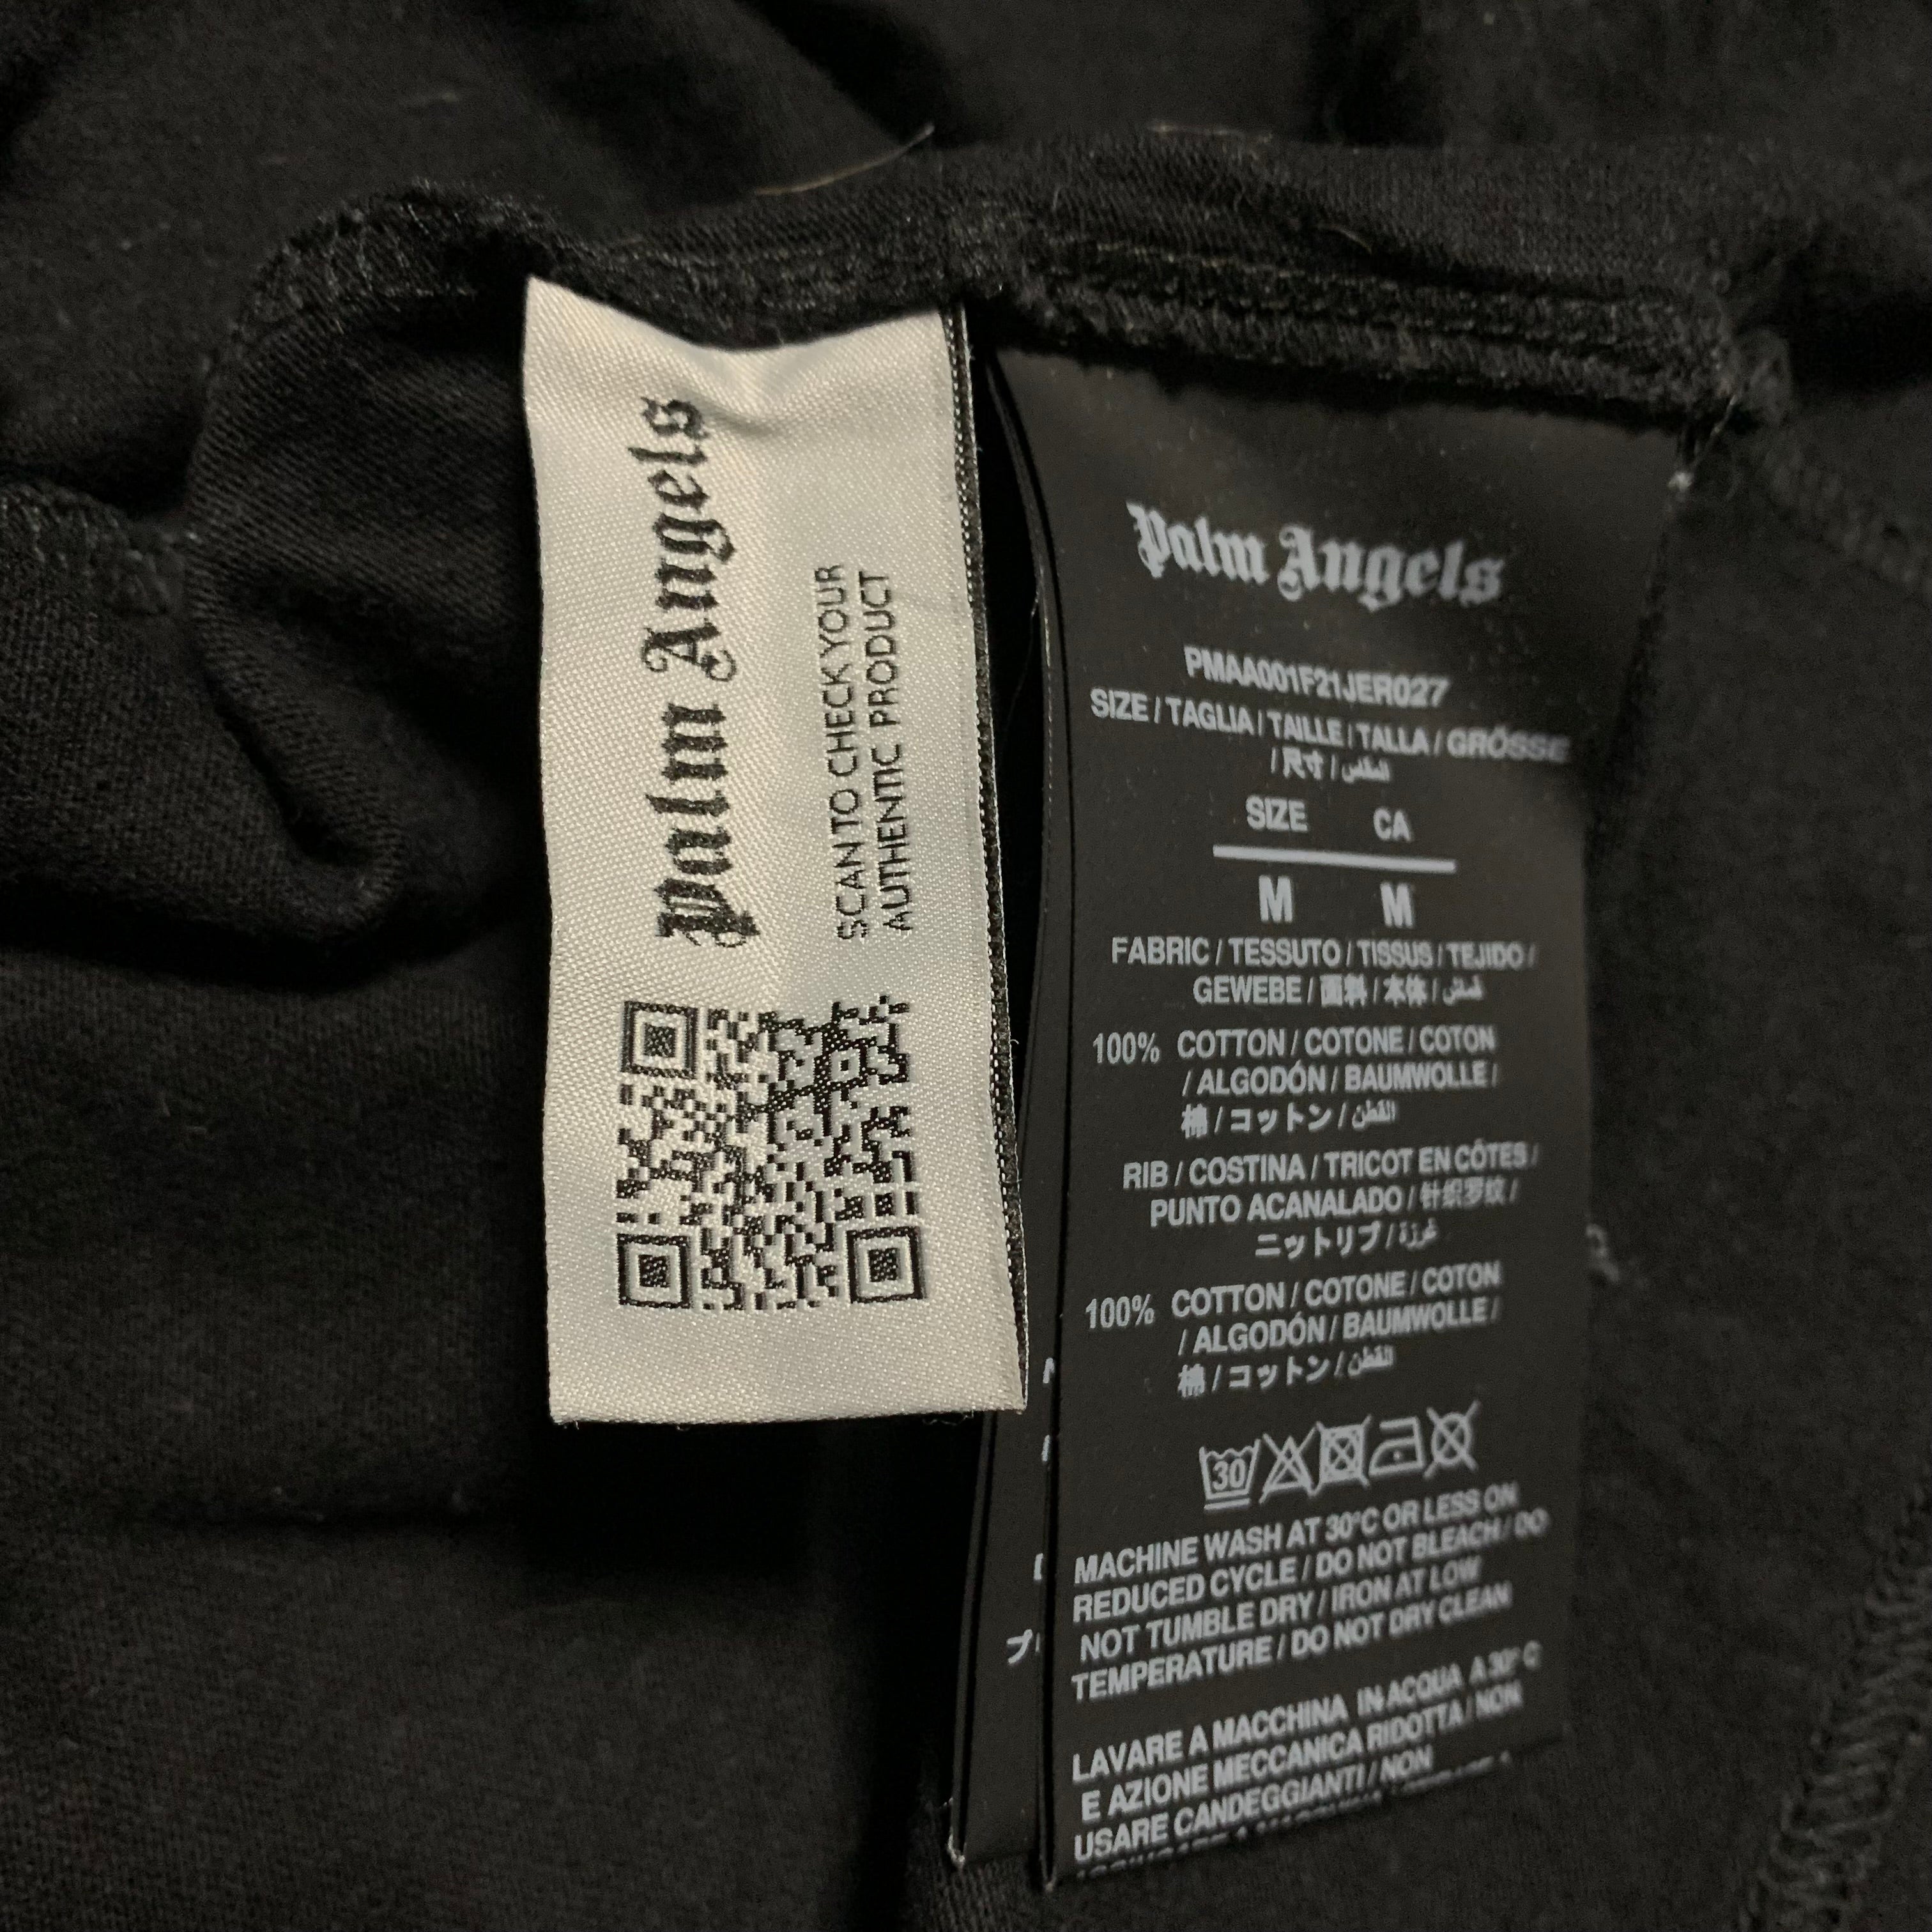 Palm Angels
SCAN TO CHECK YOUR
AUTHENTIC PRODUCT
Palm Angels
PMAA001F21JER027
SIZE / TAGLIA / TAILLE / TALLA / GRÖSSE
/ 尺寸 / المقاس
SIZE CA
M M
FABRIC / TESSUTO / TISSUS / TEJIDO /
GEWEBE / 面料 / 本体 / قماش
100% COTTON / COTONE / COTON
/ ALGODÓN / BAUMWOLLE /
棉 / コットン / القطن
RIB / COSTINA / TRICOT EN CÔTES /
PUNTO ACANALADO / 针织罗纹 /
ニットリブ /
100% COTTON / COTONE / COTON
/ ALGODÓN / BAUMWOLLE /
棉 / コットン / القطن
30
MACHINE WASH AT 30°C OR LESS ON
REDUCED CYCLE / DO NOT BLEACH / DO
NOT TUMBLE DRY / IRON AT LOW
TEMPERATURE / DO NOT DRY CLEAN
LAVARE A MACCHINA IN ACQUA A 30° C
E AZIONE MECCANICA RIDOTTA / NON
USARE CANDEGGIANTI / NON